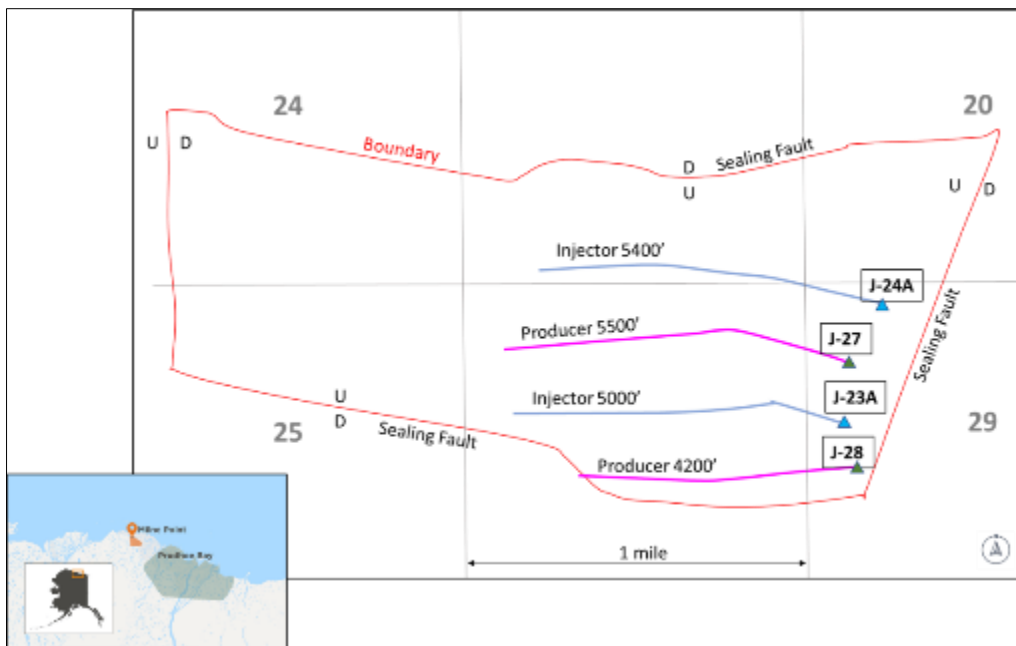 24
20
U
D
Boundary
D
Sealing Fault
U
U
D
Injector 5400’
J-24A
Producer 5500’
J-27
Sealing Fault
Injector 5000’
J-23A
U
D
25
Sealing Fault
29
J-28
Producer 4200’
1 mile
A
Milne Point
Prudhoe Bay